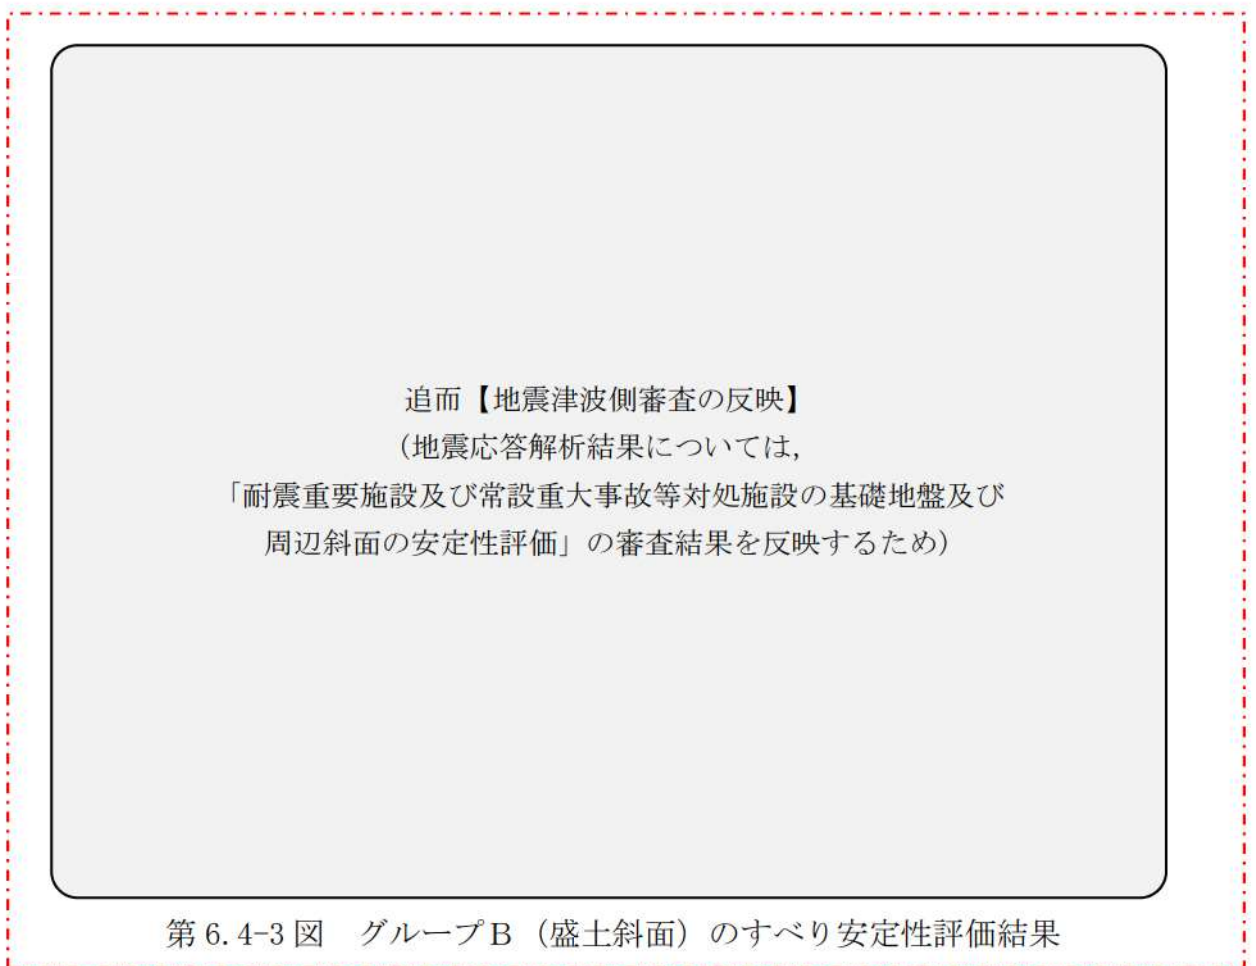 追而【地震津波側審査の反映】
（地震応答解析結果については，
「耐震重要施設及び常設重大事故等対処施設の基礎地盤及び
周辺斜面の安定性評価」の審査結果を反映するため）
第 6.4-3 図　グループＢ（盛土斜面）のすべり安定性評価結果